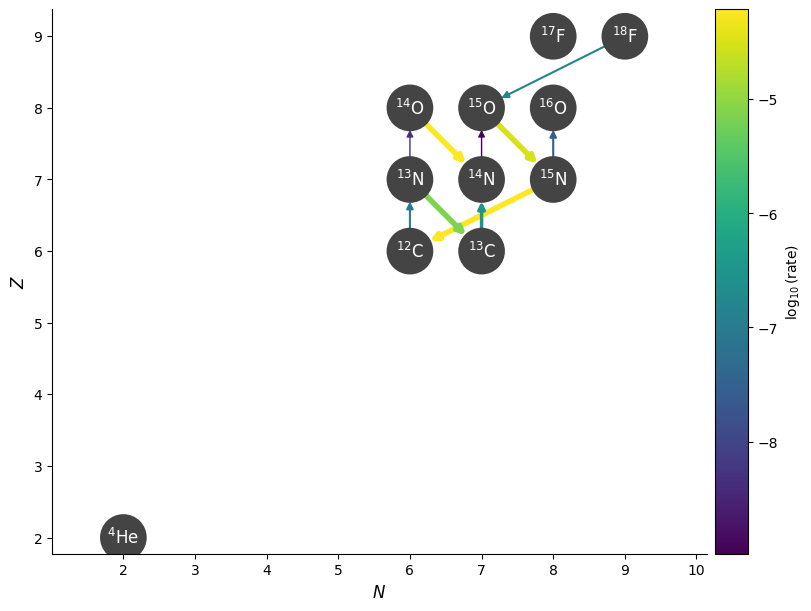 9
8
7
6
5
4
3
2
Z
¹⁷F
¹⁸F
¹⁴O
¹⁵O
¹⁶O
¹³N
¹⁴N
¹⁵N
¹²C
¹³C
⁴He
2
3
4
5
6
7
8
9
10
N
−5
−6
−7
−8
log₁₀(rate)